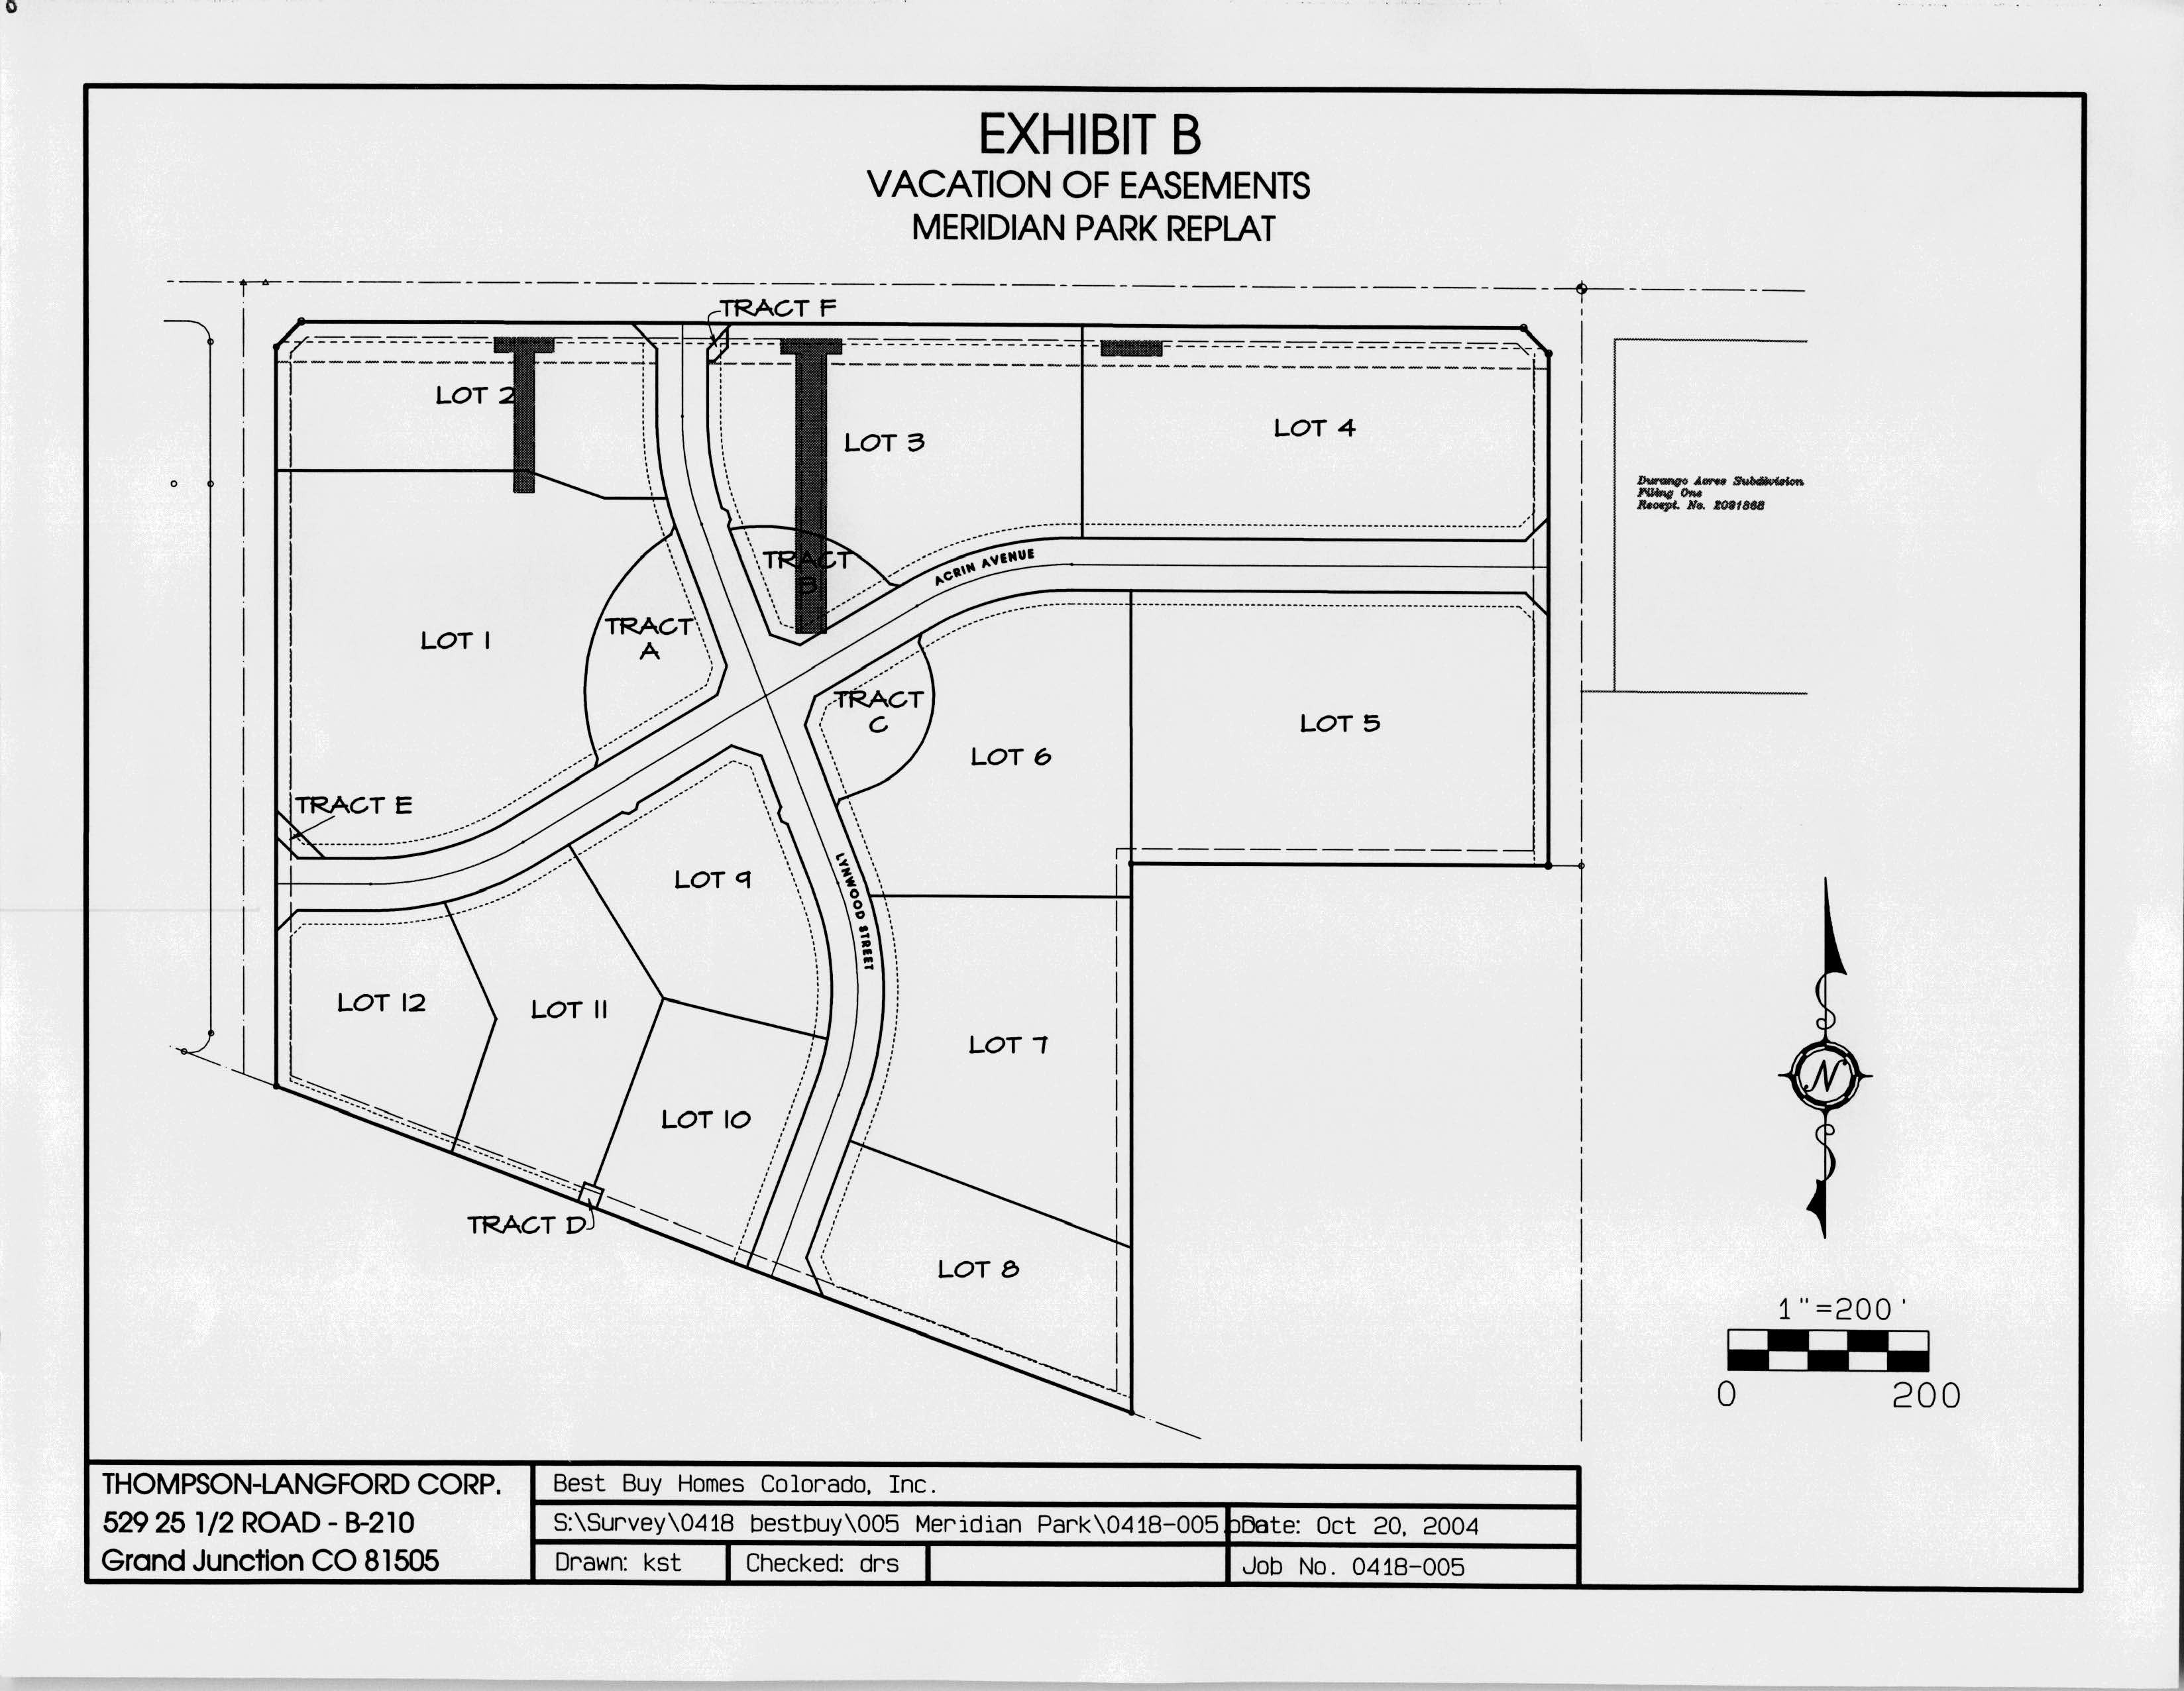 EXHIBIT B
VACATION OF EASEMENTS
MERIDIAN PARK REPLAT
TRACT F
LOT 2
LOT 3
LOT 4
Durango Acres Subdivision
Filing One
Recept. No. 2091868
TRACT
B
ACRIN AVENUE
LOT 1
TRACT
A
TRACT
C
LOT 5
LOT 6
TRACT E
LOT 9
LYNWOOD STREET
LOT 12
LOT 11
LOT 7
N
LOT 10
TRACT D
LOT 8
1"=200'
0 200
THOMPSON-LANGFORD CORP.
529 25 1/2 ROAD - B-210
Grand Junction CO 81505
Best Buy Homes Colorado, Inc.
S:\Survey\0418 bestbuy\005 Meridian Park\0418-005
Date: Oct 20, 2004
Drawn: kst
Checked: drs
Job No. 0418-005